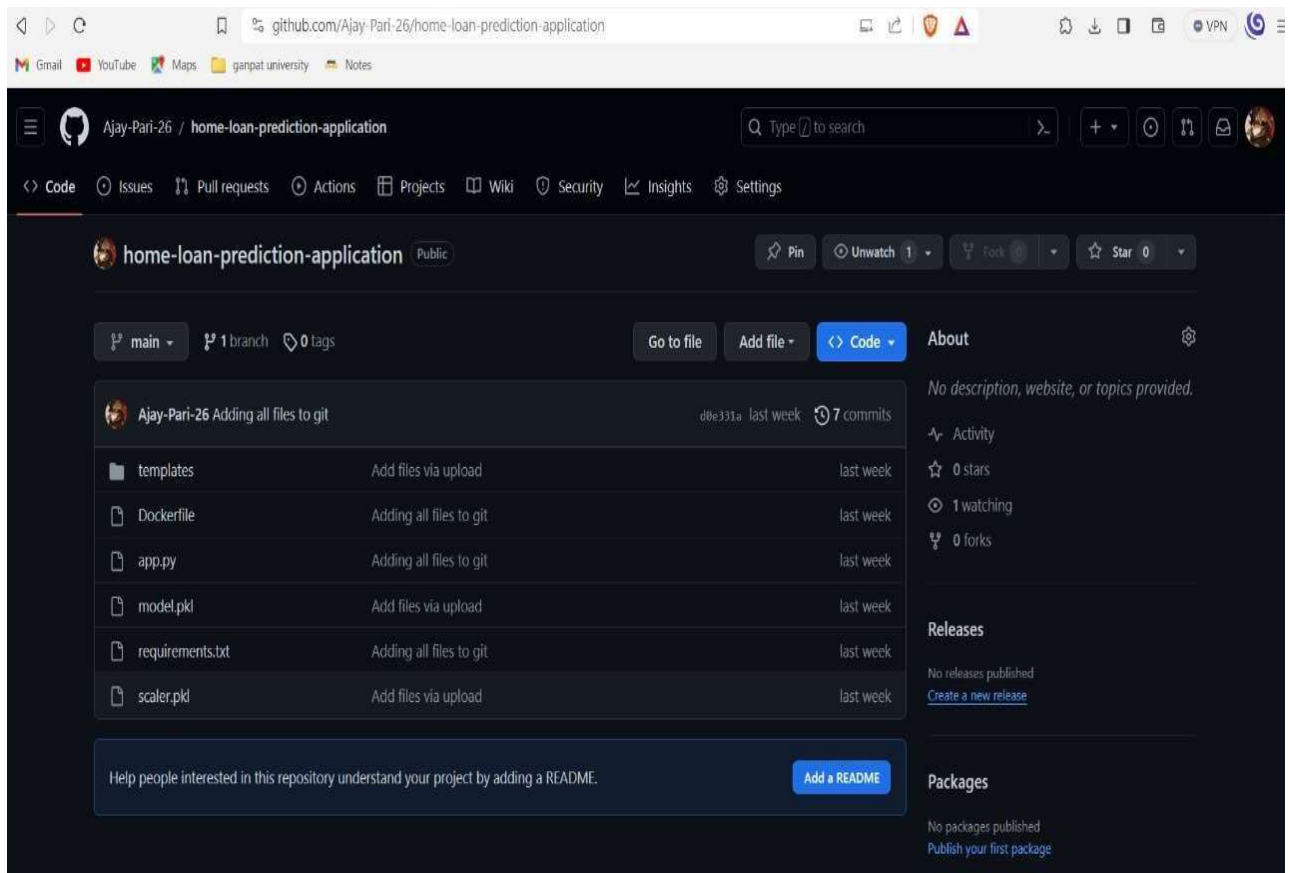 github.com/Ajay-Pari-26/home-loan-prediction-application VPN
Gmail YouTube Maps ganpat university Notes
Ajay-Pari-26 / home-loan-prediction-application Type / to search
Code Issues Pull requests Actions Projects Wiki Security Insights Settings
home-loan-prediction-application Public Pin Unwatch 1 Fork 0 Star 0
main 1 branch 0 tags Go to file Add file Code About
No description, website, or topics provided.
Ajay-Pari-26 Adding all files to git d0e331a last week 7 commits
Activity
templates Add files via upload last week 0 stars
Dockerfile Adding all files to git last week 1 watching
0 forks
app.py Adding all files to git last week
model.pkl Add files via upload last week
Releases
requirements.txt Adding all files to git last week
No releases published
scaler.pkl Add files via upload last week Create a new release
Help people interested in this repository understand your project by adding a README. Add a README
Packages
No packages published
Publish your first package